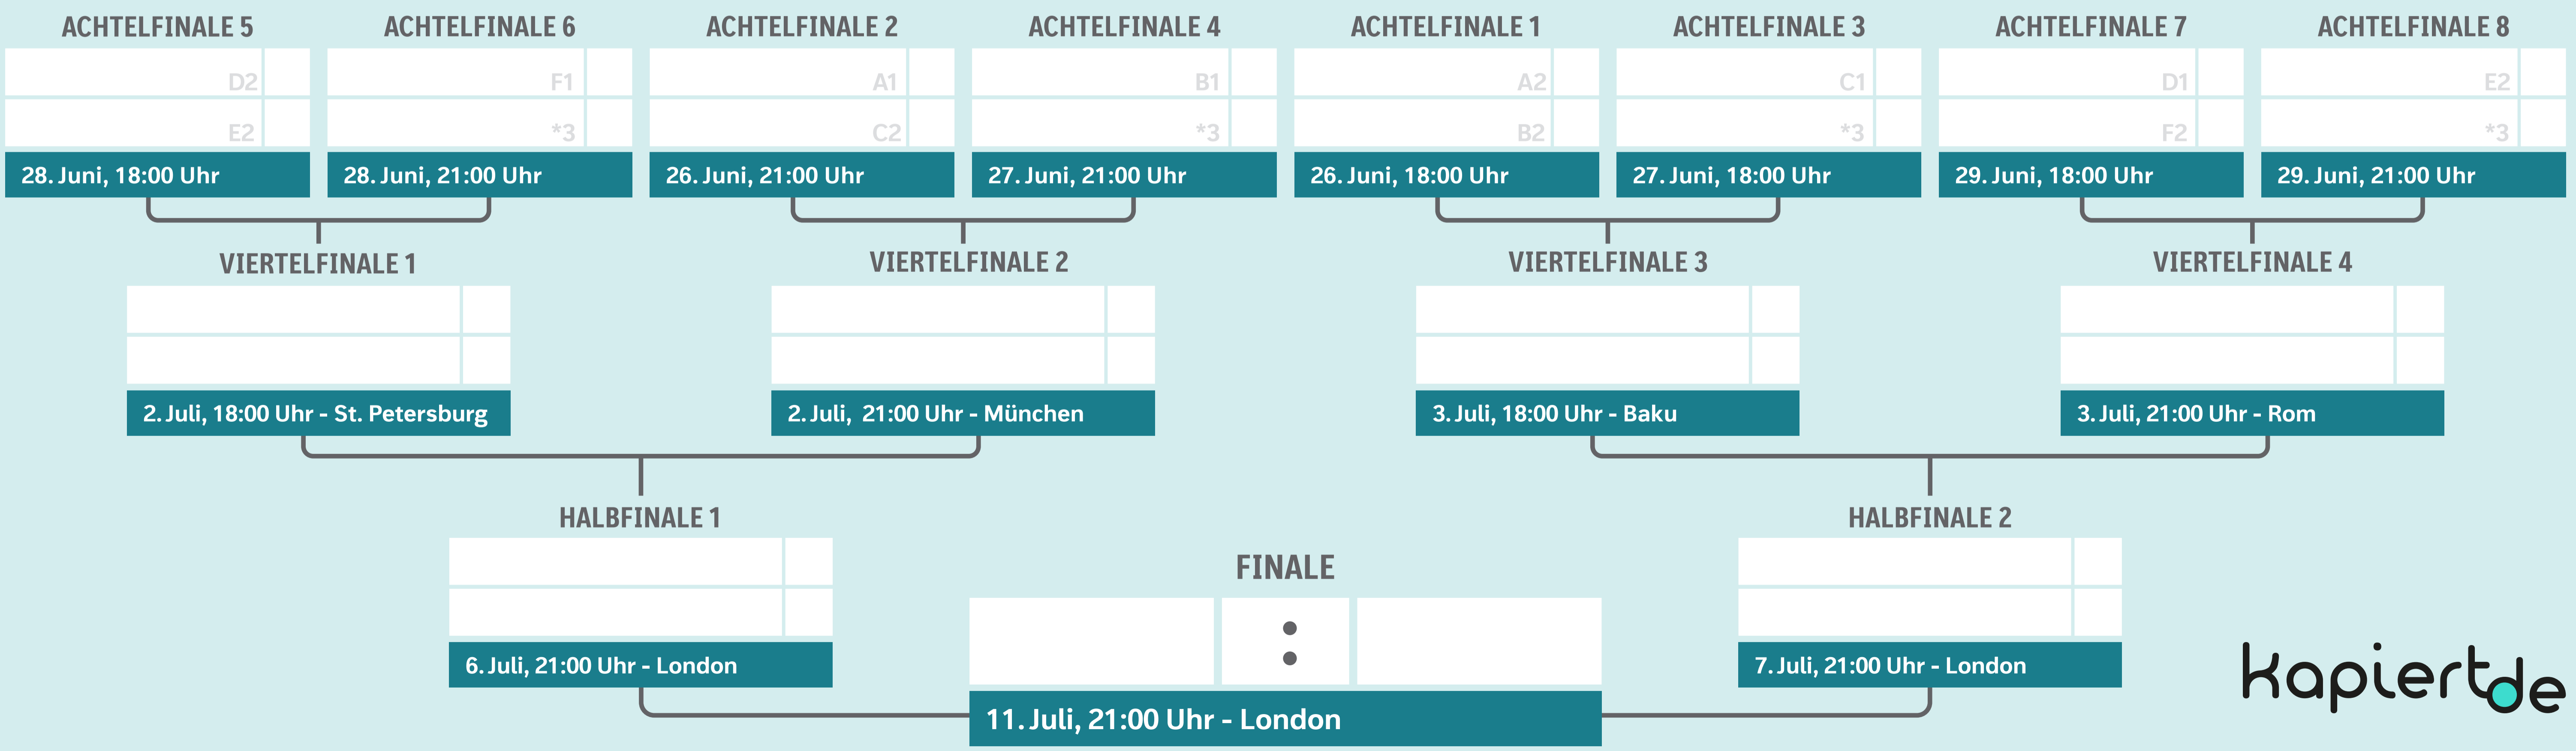 ACHTELFINALE 5
D2
E2
28. Juni, 18:00 Uhr
ACHTELFINALE 6
F1
*3
28. Juni, 21:00 Uhr
ACHTELFINALE 2
A1
C2
26. Juni, 21:00 Uhr
ACHTELFINALE 4
B1
*3
27. Juni, 21:00 Uhr
ACHTELFINALE 1
A2
B2
26. Juni, 18:00 Uhr
ACHTELFINALE 3
C1
*3
27. Juni, 18:00 Uhr
ACHTELFINALE 7
D1
F2
29. Juni, 18:00 Uhr
ACHTELFINALE 8
E2
*3
29. Juni, 21:00 Uhr
VIERTELFINALE 1
2. Juli, 18:00 Uhr - St. Petersburg
VIERTELFINALE 2
2. Juli, 21:00 Uhr - München
VIERTELFINALE 3
3. Juli, 18:00 Uhr - Baku
VIERTELFINALE 4
3. Juli, 21:00 Uhr - Rom
HALBFINALE 1
6. Juli, 21:00 Uhr - London
FINALE
:
11. Juli, 21:00 Uhr - London
HALBFINALE 2
7. Juli, 21:00 Uhr - London
kapiert.de